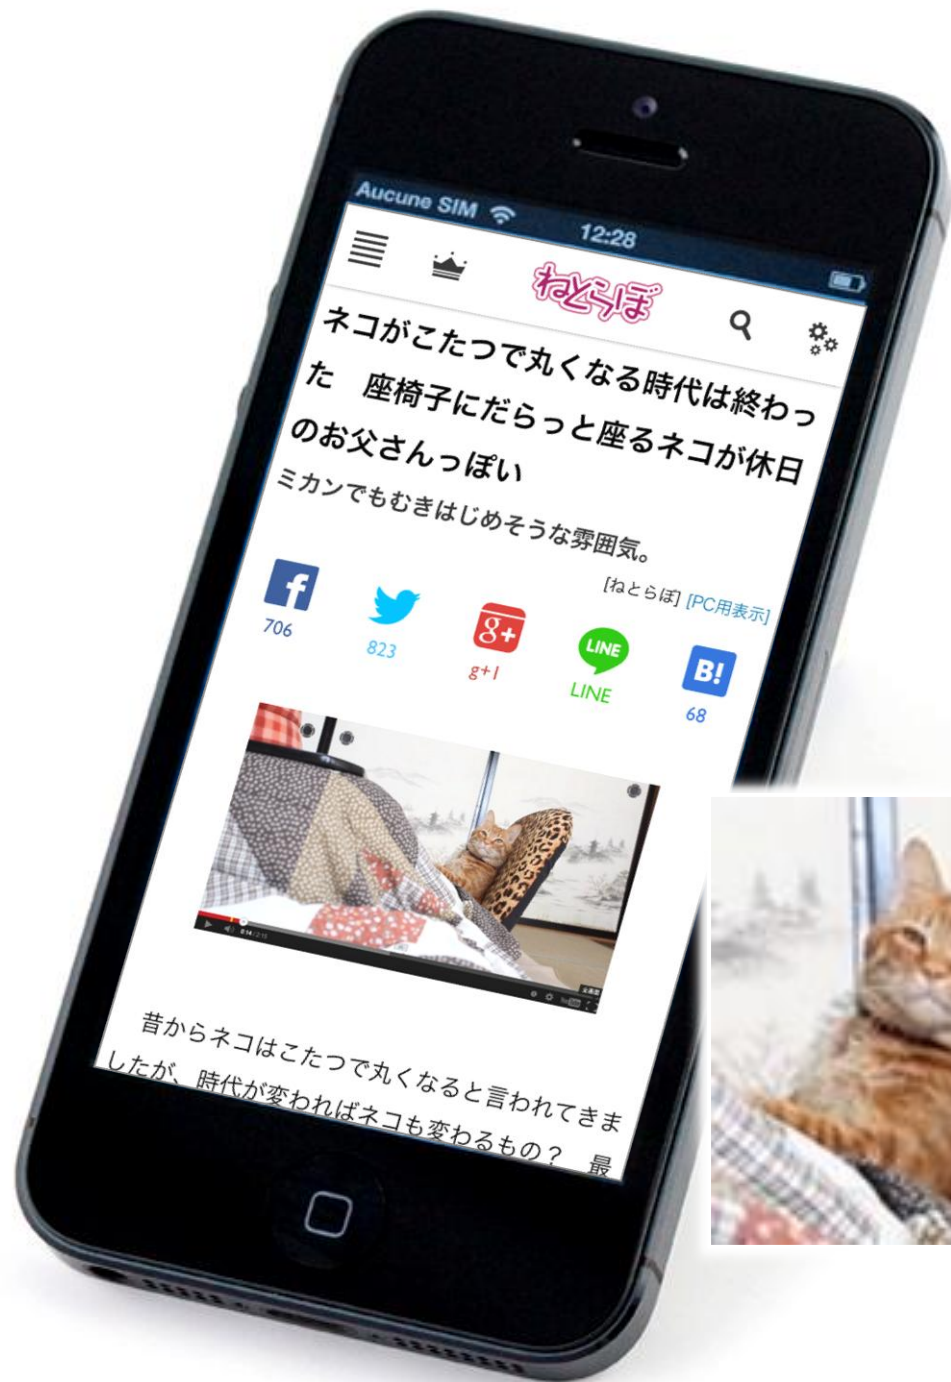 Aucune SIM 12:28
ねとらぼ
ネコがこたつで丸くなる時代は終わっ
た 座椅子にだらっと座るネコが休日
のお父さんっぽい
ミカンでもむきはじめそうな雰囲気。
[ねとらぼ] [PC用表示]
f
g+
LINE
B!
706
823
g+1
LINE
68
0:14 / 2:10
昔からネコはこたつで丸くなると言われてきま
したが、時代が変わればネコも変わるもの? 最